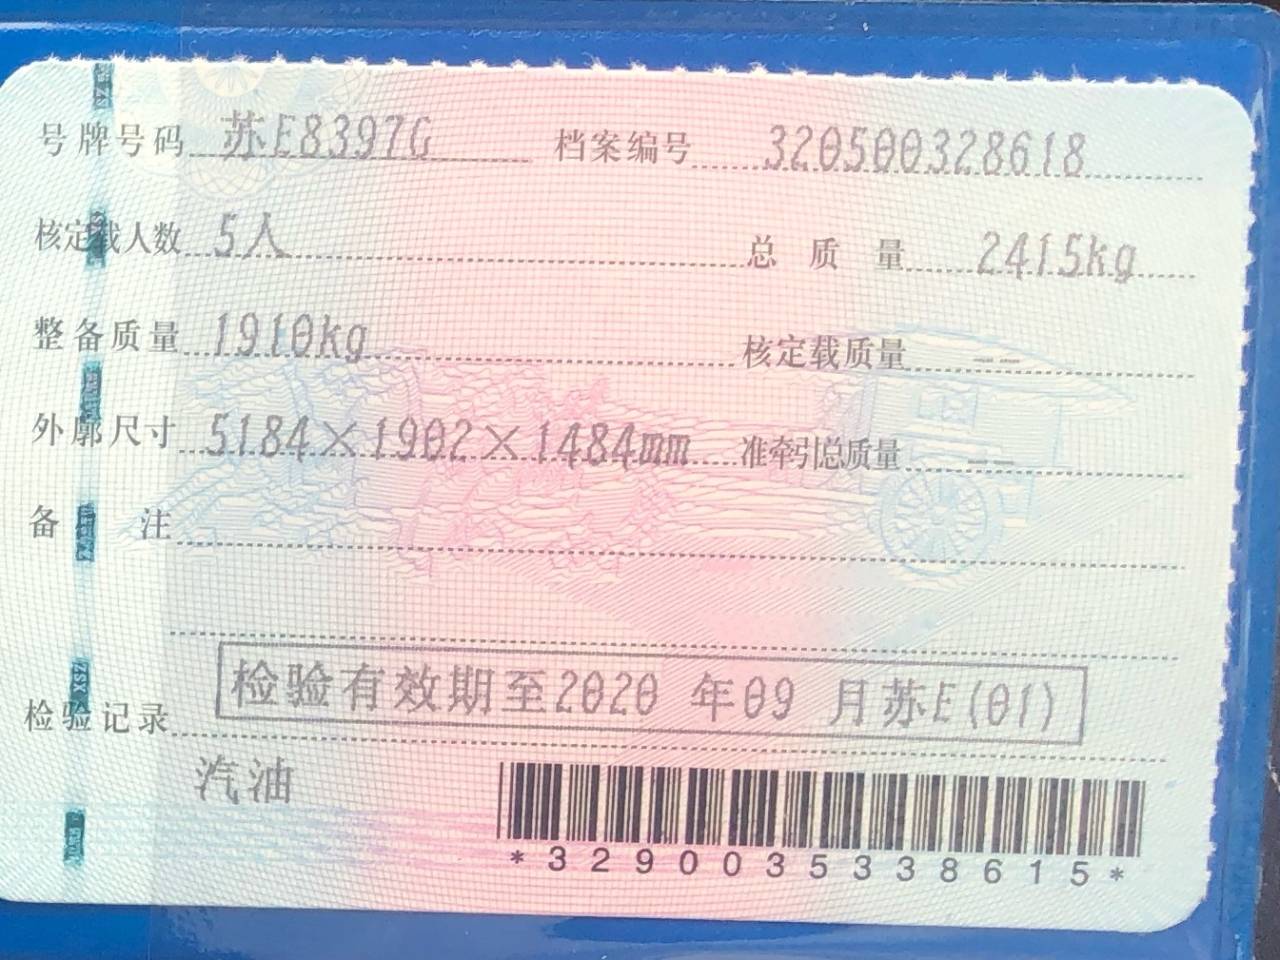 号牌号码 苏E8397G 档案编号 320500328618
核定载人数 5人 总质量 2415kg
整备质量 1910kg 核定载质量 --
外廓尺寸 5184×1902×1484mm 准牵引总质量 --
备注
检验记录 检验有效期至2020年09月苏E(01)
汽油
*3290035338615*